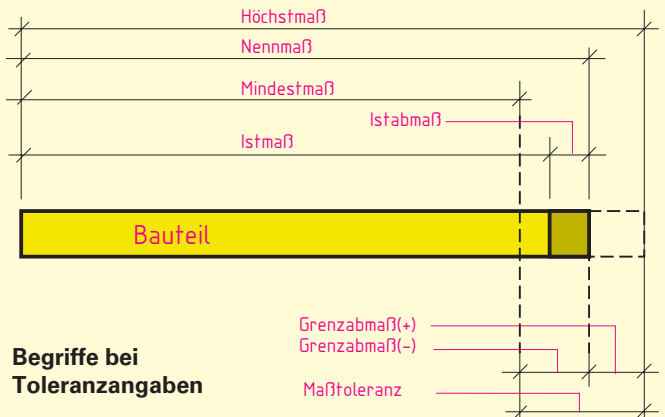 Höchstmaß
Nennmaß
Mindestmaß
Istabmaß
Istmaß
Bauteil
Grenzabmaß(+)
Grenzabmaß(-)
Maßtoleranz
Begriffe bei
Toleranzangaben